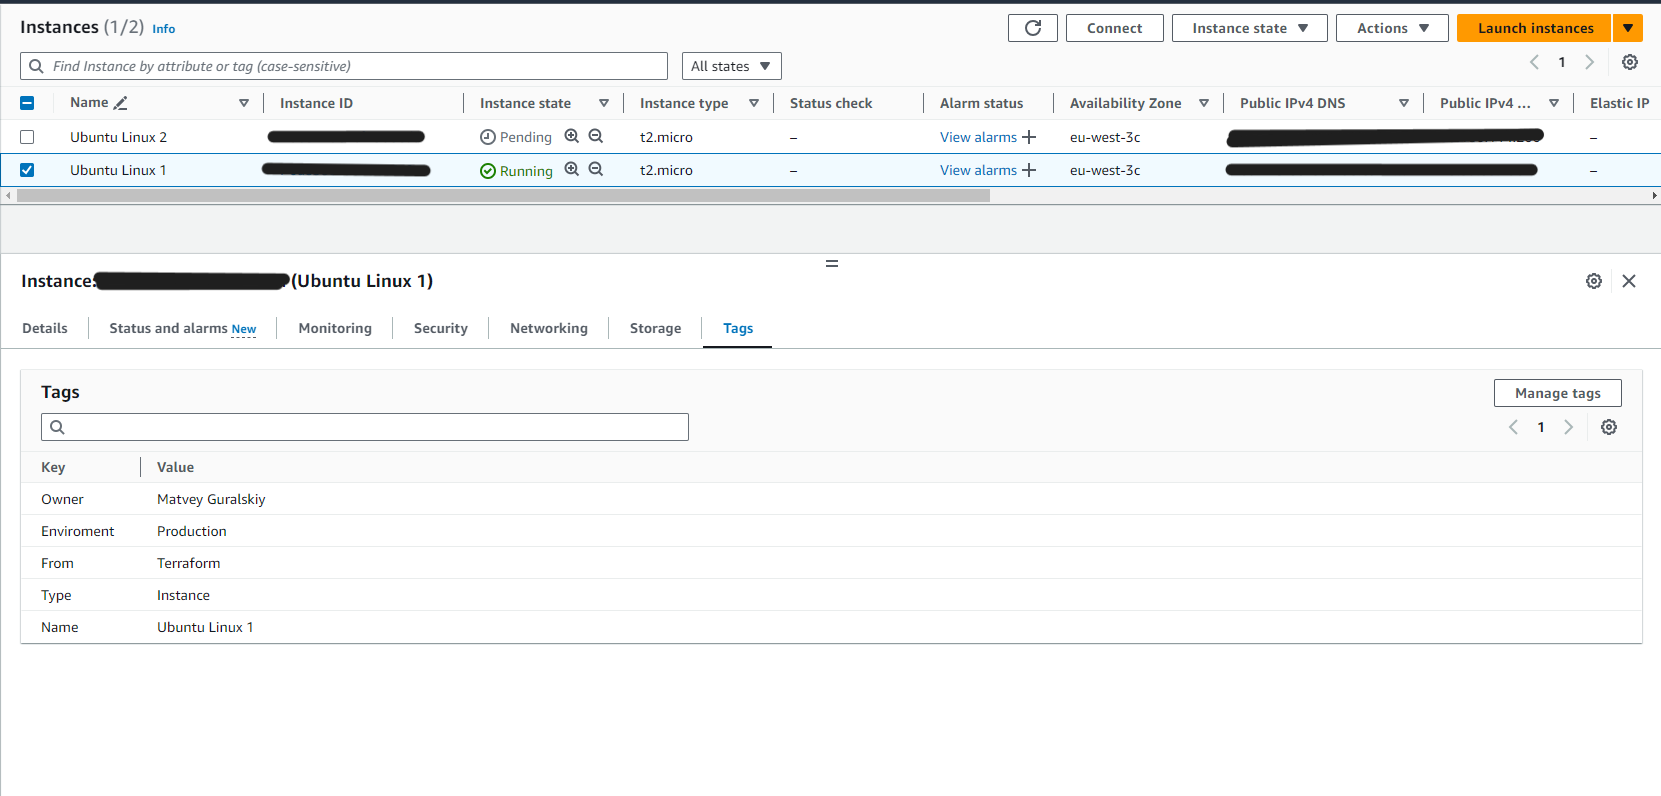 Instances (1/2) Info Connect Instance state Actions Launch instances
Find Instance by attribute or tag (case-sensitive) All states 1
Name Instance ID Instance state Instance type Status check Alarm status Availability Zone Public IPv4 DNS Public IPv4 ... Elastic IP
Ubuntu Linux 2 Pending t2.micro – View alarms + eu-west-3c –
Ubuntu Linux 1 Running t2.micro – View alarms + eu-west-3c –
Instance: (Ubuntu Linux 1)
Details Status and alarms New Monitoring Security Networking Storage Tags
Tags Manage tags
1
Key Value
Owner Matvey Guralskiy
Enviroment Production
From Terraform
Type Instance
Name Ubuntu Linux 1